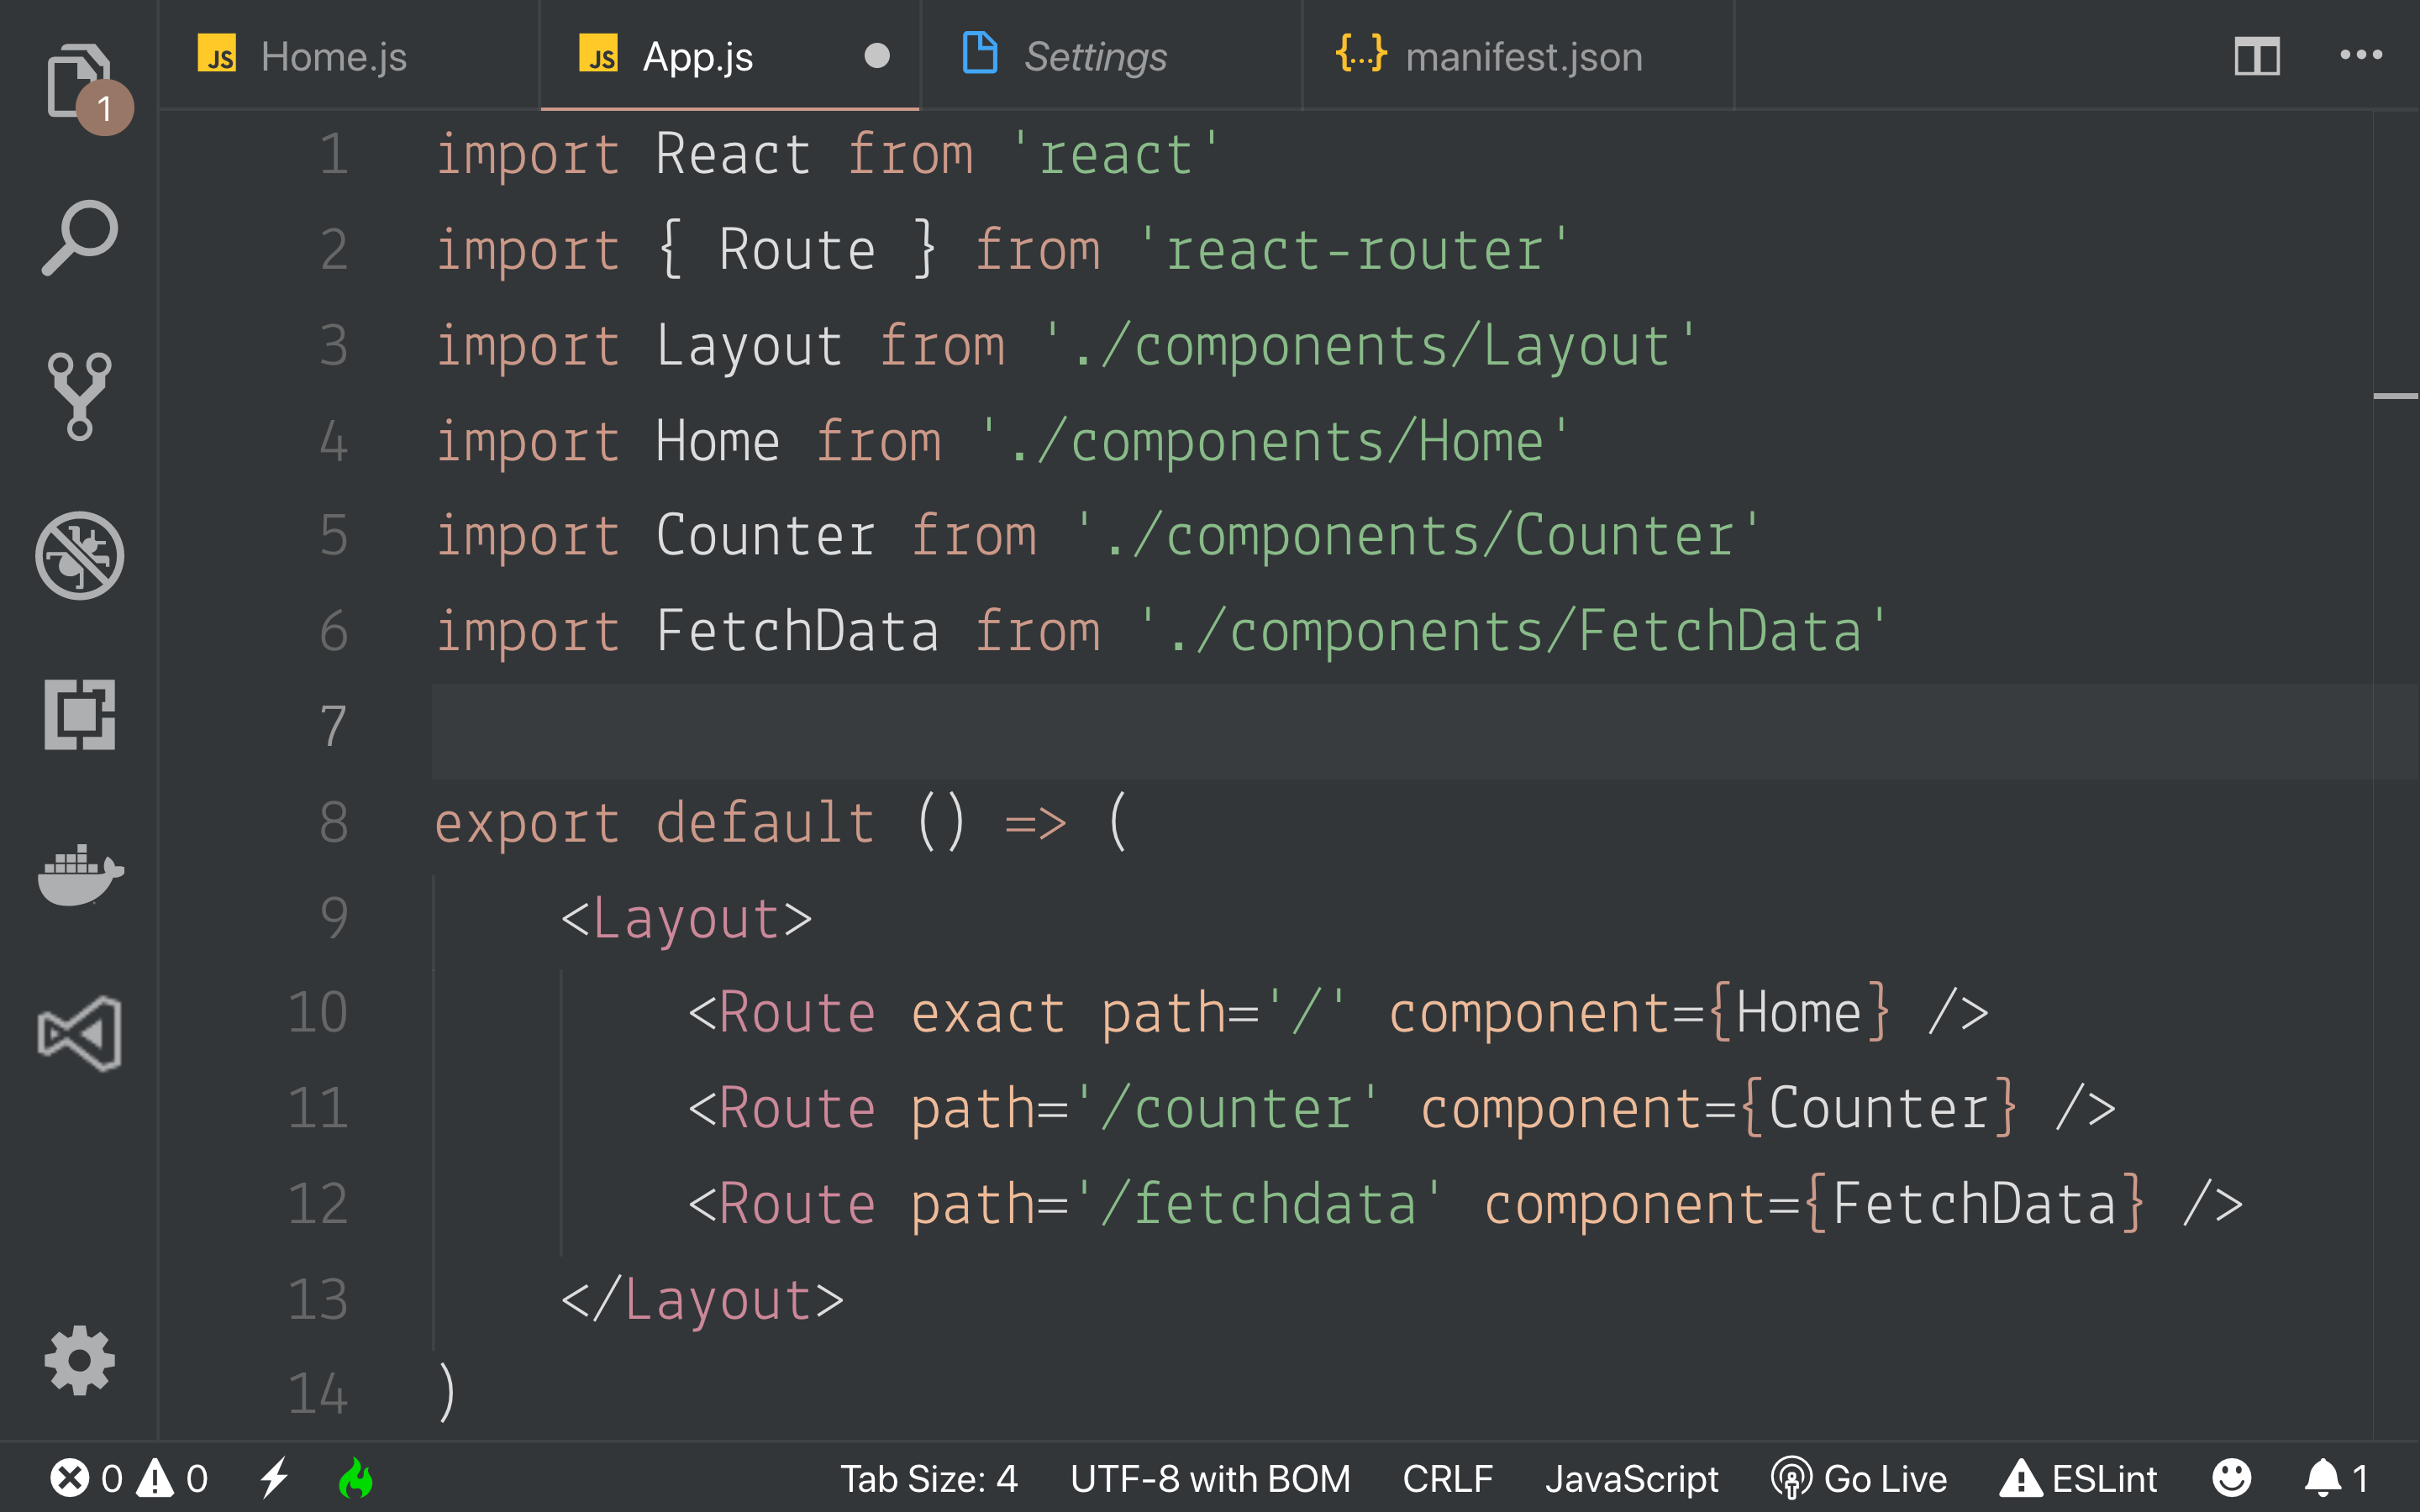 JS Home.js JS App.js Settings {...} manifest.json
1
1 import React from 'react'
2 import { Route } from 'react-router'
3 import Layout from './components/Layout'
4 import Home from './components/Home'
5 import Counter from './components/Counter'
6 import FetchData from './components/FetchData'
7
8 export default () => (
9     <Layout>
10         <Route exact path='/' component={Home} />
11         <Route path='/counter' component={Counter} />
12         <Route path='/fetchdata' component={FetchData} />
13     </Layout>
14 )
0 0 Tab Size: 4 UTF-8 with BOM CRLF JavaScript Go Live ESLint 1